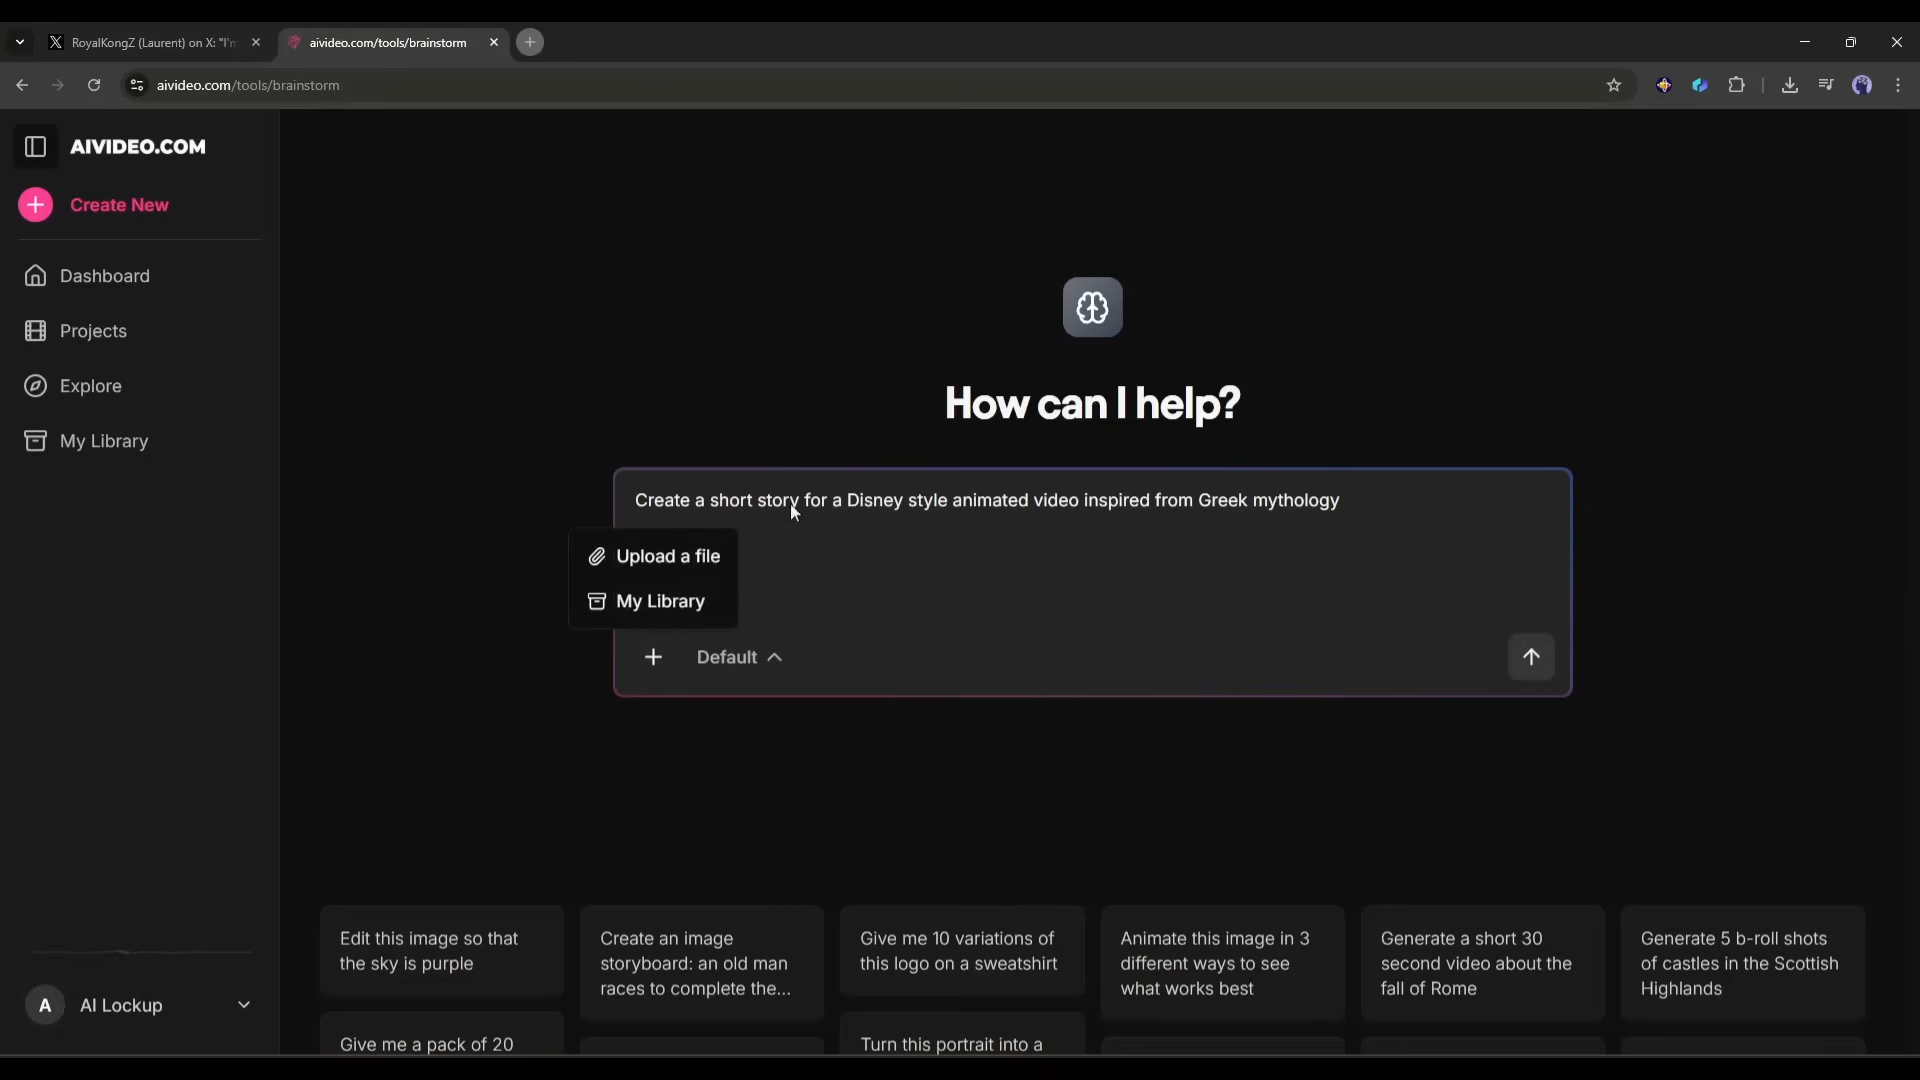 RoyalKongZ (Laurent) on X: "I'm
aivideo.com/tools/brainstorm
aivideo.com/tools/brainstorm
AIVIDEO.COM
Create New
Dashboard
Projects
Explore
My Library
How can I help?
Create a short story for a Disney style animated video inspired from Greek mythology
Upload a file
My Library
Default
Edit this image so that
the sky is purple
Create an image
storyboard: an old man
races to complete the...
Give me 10 variations of
this logo on a sweatshirt
Animate this image in 3
different ways to see
what works best
Generate a short 30
second video about the
fall of Rome
Generate 5 b-roll shots
of castles in the Scottish
Highlands
Give me a pack of 20
Turn this portrait into a
A
AI Lockup